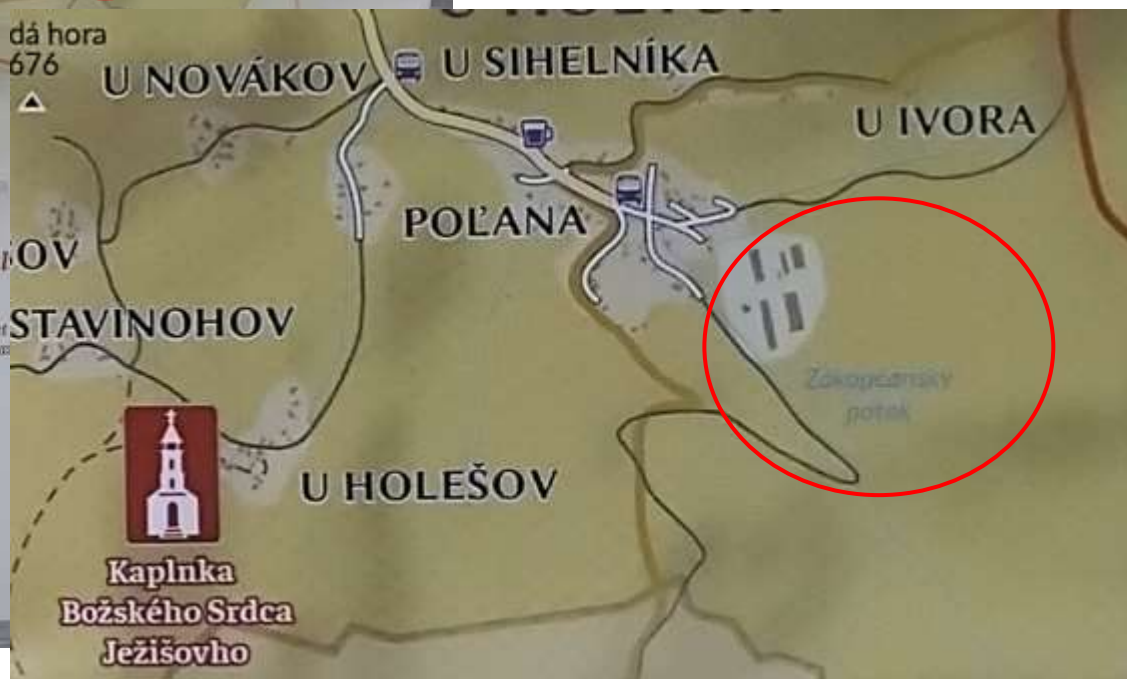 dá hora
676
U NOVÁKOV
U SIHELNÍKA
U IVORA
POĽANA
OV
STAVINOHOV
Zákopčanský
potok
U HOLEŠOV
Kaplnka
Božského Srdca
Ježišovho